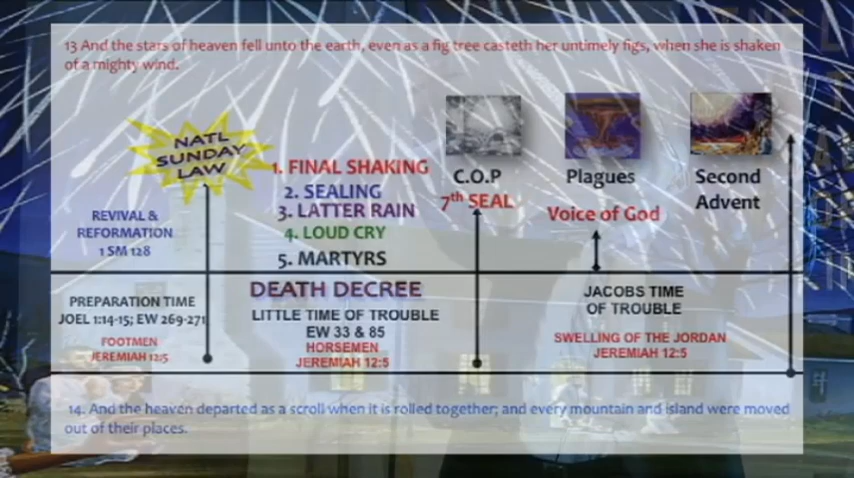 13 And the stars of heaven fell unto the earth, even as a fig tree casteth her untimely figs, when she is shaken
of a mighty wind.
NATL
SUNDAY
LAW
REVIVAL &
REFORMATION
1 SM 128
1. FINAL SHAKING
2. SEALING
3. LATTER RAIN
4. LOUD CRY
5. MARTYRS
C.O.P
7th SEAL
Plagues
Voice of God
Second
Advent
PREPARATION TIME
JOEL 1:14-15; EW 269-271
FOOTMEN
JEREMIAH 12:5
DEATH DECREE
LITTLE TIME OF TROUBLE
EW 33 & 85
HORSEMEN
JEREMIAH 12:5
JACOBS TIME
OF TROUBLE
SWELLING OF THE JORDAN
JEREMIAH 12:5
14. And the heaven departed as a scroll when it is rolled together; and every mountain and island were moved
out of their places.